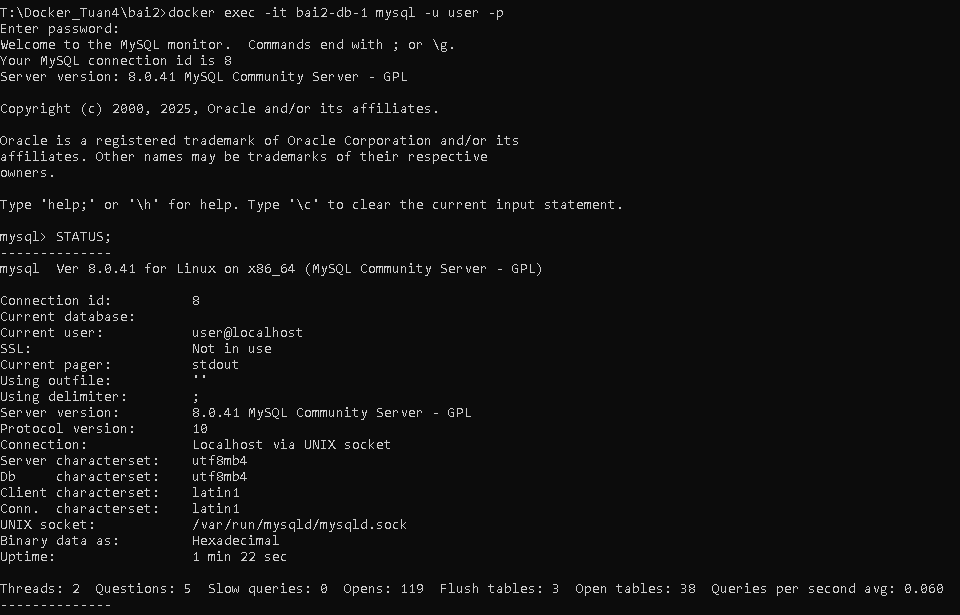 T:\Docker_Tuan4\bai2>docker exec -it bai2-db-1 mysql -u user -p
Enter password:
Welcome to the MySQL monitor.  Commands end with ; or \g.
Your MySQL connection id is 8
Server version: 8.0.41 MySQL Community Server - GPL

Copyright (c) 2000, 2025, Oracle and/or its affiliates.

Oracle is a registered trademark of Oracle Corporation and/or its
affiliates. Other names may be trademarks of their respective
owners.

Type 'help;' or '\h' for help. Type '\c' to clear the current input statement.

mysql> STATUS;
--------------
mysql  Ver 8.0.41 for Linux on x86_64 (MySQL Community Server - GPL)

Connection id:          8
Current database:
Current user:           user@localhost
SSL:                    Not in use
Current pager:          stdout
Using outfile:          ''
Using delimiter:        ;
Server version:         8.0.41 MySQL Community Server - GPL
Protocol version:       10
Connection:             Localhost via UNIX socket
Server characterset:    utf8mb4
Db     characterset:    utf8mb4
Client characterset:    latin1
Conn.  characterset:    latin1
UNIX socket:            /var/run/mysqld/mysqld.sock
Binary data as:         Hexadecimal
Uptime:                 1 min 22 sec

Threads: 2  Questions: 5  Slow queries: 0  Opens: 119  Flush tables: 3  Open tables: 38  Queries per second avg: 0.060
--------------